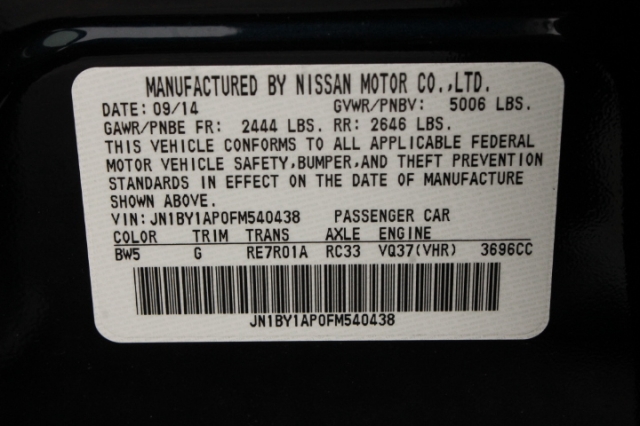 MANUFACTURED BY NISSAN MOTOR CO.,LTD.
DATE: 09/14 GVWR/PNBV: 5006 LBS.
GAWR/PNBE FR: 2444 LBS. RR: 2646 LBS.
THIS VEHICLE CONFORMS TO ALL APPLICABLE FEDERAL
MOTOR VEHICLE SAFETY,BUMPER,AND THEFT PREVENTION
STANDARDS IN EFFECT ON THE DATE OF MANUFACTURE
SHOWN ABOVE.
VIN:JN1BY1AP0FM540438 PASSENGER CAR
COLOR TRIM TRANS AXLE ENGINE
BW5 G RE7R01A RC33 VQ37(VHR) 3696CC
JN1BY1AP0FM540438